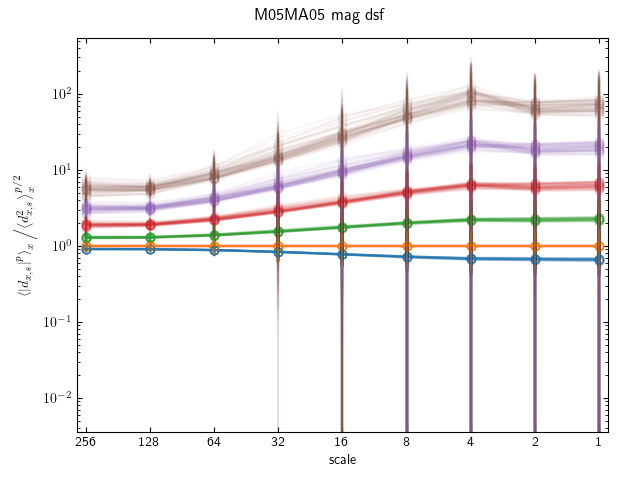 M05MA05 mag dsf
⟨|d_{x,s}|^p⟩_x / ⟨d^2_{x,s}⟩_x^{p/2}
10^2
10^1
10^0
10^{-1}
10^{-2}
256 128 64 32 16 8 4 2 1
scale